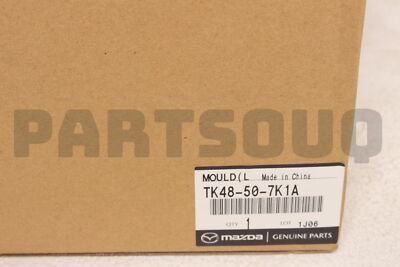 PARTSOUQ
MOULD(L Made in China
TK48-50-7K1A
QTY 1 LOT 1J06
mazda GENUINE PARTS